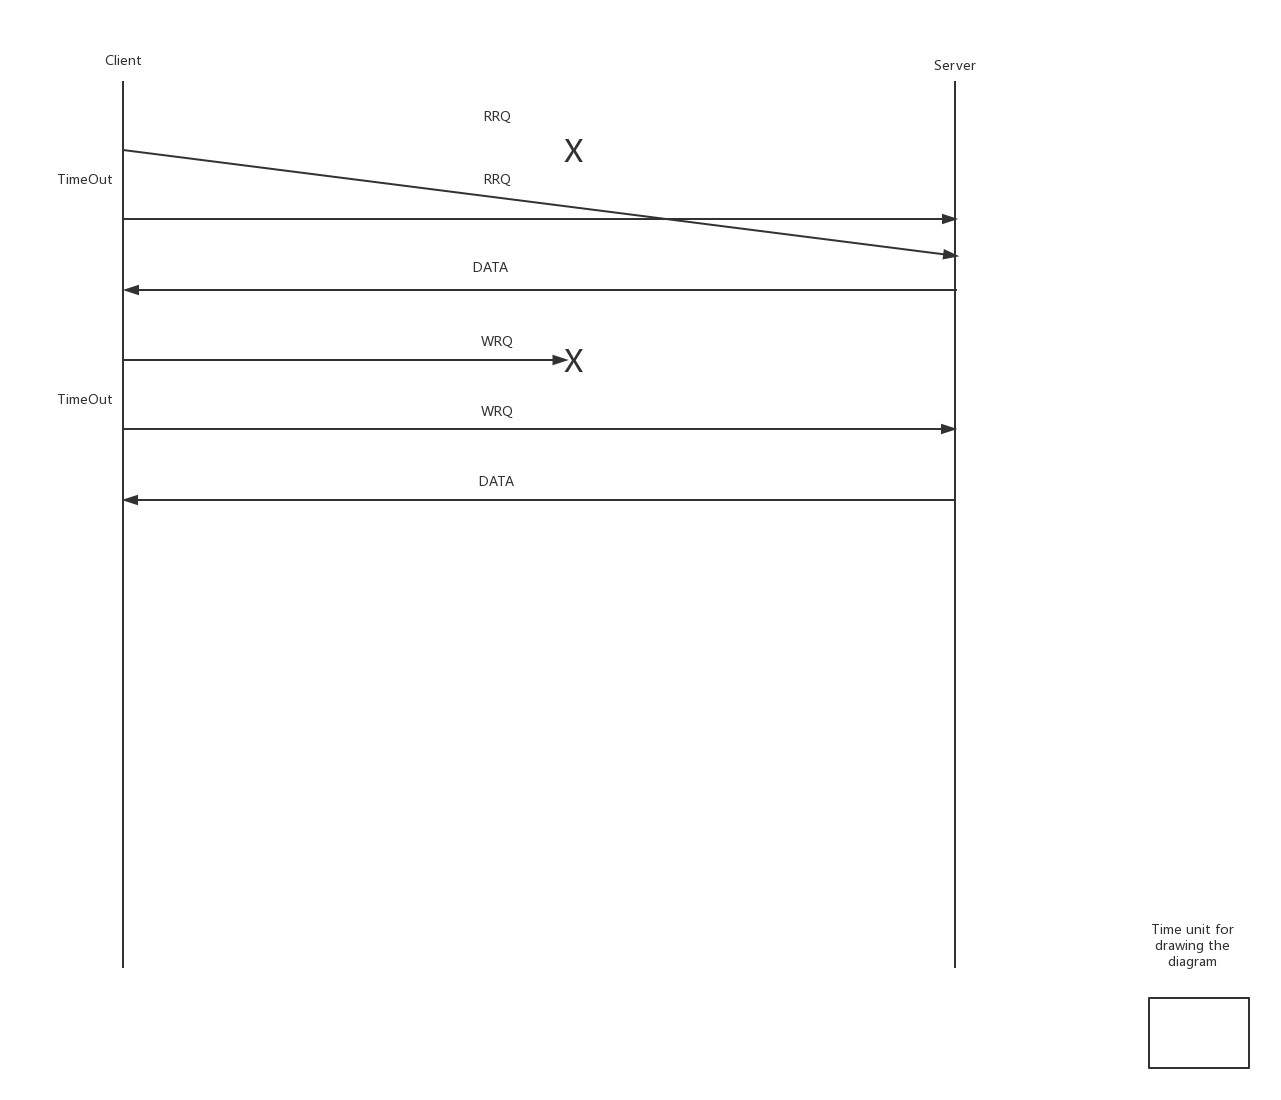 Client
Server
RRQ
X
TimeOut
RRQ
DATA
WRQ
X
TimeOut
WRQ
DATA
Time unit for
drawing the
diagram